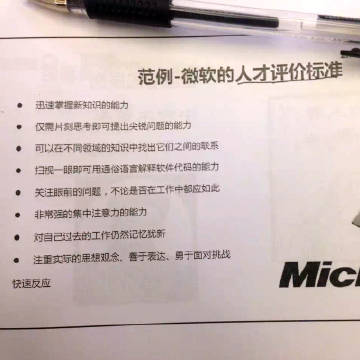 范例-微软的人才评价标准
● 迅速掌握新知识的能力
● 仅需片刻思考即可提出尖锐问题的能力
● 可以在不同领域的知识中找出它们之间的联系
● 扫视一眼即可用通俗语言解释软件代码的能力
● 关注眼前的问题，不论是否在工作中都应如此
● 非常强的集中注意力的能力
● 对自己过去的工作仍然记忆犹新
● 注重实际的思想观念、善于表达、勇于面对挑战
快速反应
Mic